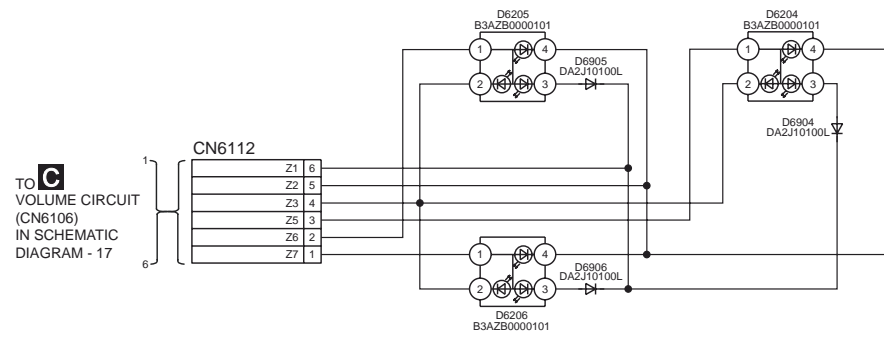 D6205
B3AZB0000101
1
4
2
3
D6905
DA2J10100L
D6204
B3AZB0000101
1
4
2
3
D6904
DA2J10100L
CN6112
1
6
TO C
VOLUME CIRCUIT
(CN6106)
IN SCHEMATIC
DIAGRAM - 17
Z1 6
Z2 5
Z3 4
Z5 3
Z6 2
Z7 1
1
4
2
3
D6906
DA2J10100L
D6206
B3AZB0000101